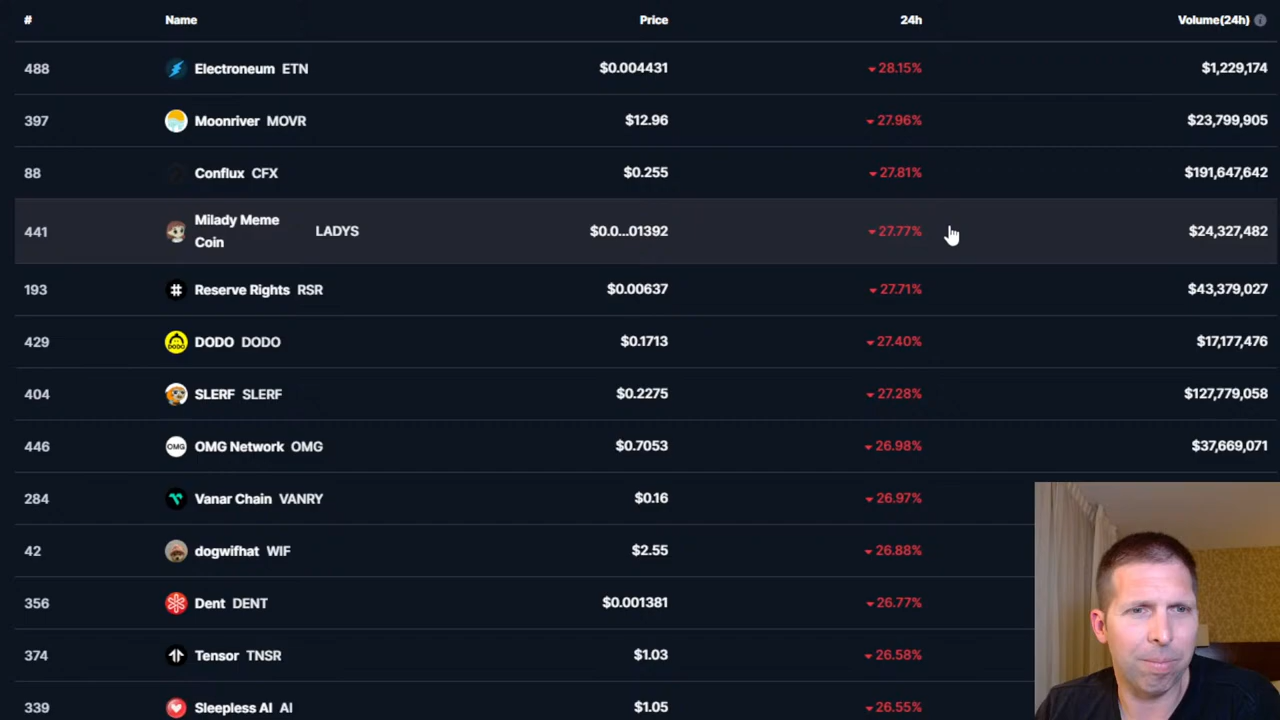 # Name Price 24h Volume(24h)
488 Electroneum ETN $0.004431 28.15% $1,229,174
397 Moonriver MOVR $12.96 27.96% $23,799,905
88 Conflux CFX $0.255 27.81% $191,647,642
441 Milady Meme Coin LADYS $0.0...01392 27.77% $24,327,482
193 Reserve Rights RSR $0.00637 27.71% $43,379,027
429 DODO DODO $0.1713 27.40% $17,177,476
404 SLERF SLERF $0.2275 27.28% $127,779,058
446 OMG OMG Network OMG $0.7053 26.98% $37,669,071
284 Vanar Chain VANRY $0.16 26.97%
42 dogwifhat WIF $2.55 26.88%
356 Dent DENT $0.001381 26.77%
374 Tensor TNSR $1.03 26.58%
339 Sleepless AI AI $1.05 26.55%